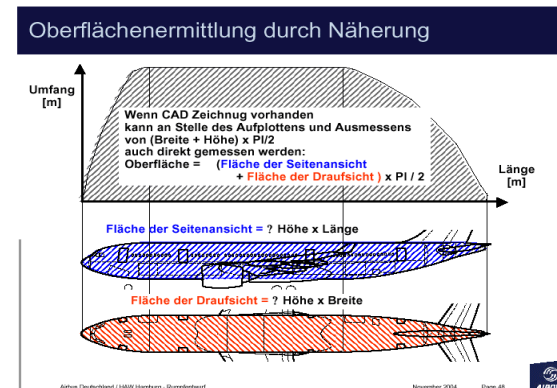 Oberflächenermittlung durch Näherung
Umfang
[m]
Wenn CAD Zeichnug vorhanden
kann an Stelle des Aufplottens und Ausmessens
von (Breite + Höhe) x PI/2
auch direkt gemessen werden:
Oberfläche = (Fläche der Seitenansicht
+ Fläche der Draufsicht ) x PI / 2
Länge
[m]
Fläche der Seitenansicht = ? Höhe x Länge
Fläche der Draufsicht = ? Höhe x Breite
Airbus Deutschland / HAW Hamburg - Rumpfentwurf
November 2004
Page 48